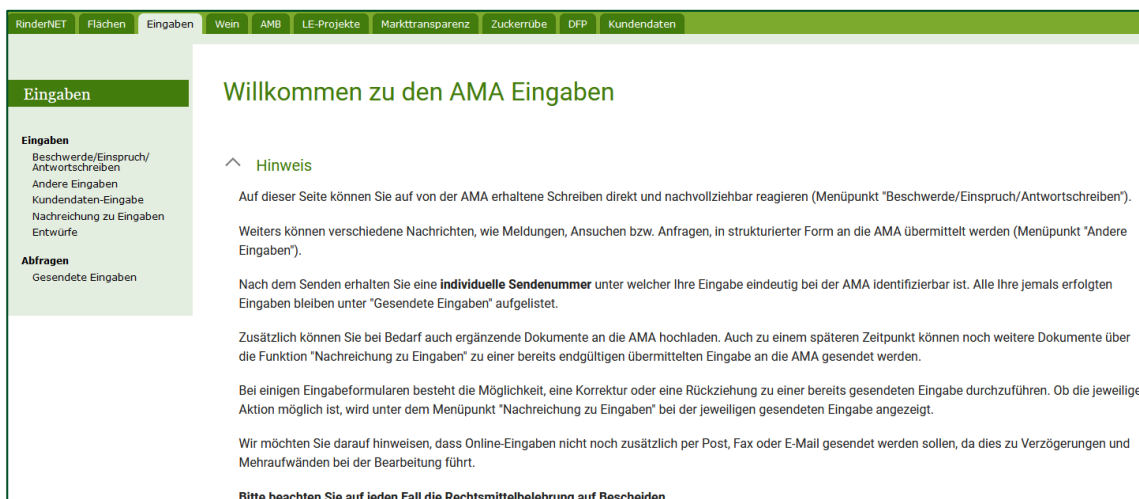 RinderNET Flächen Eingaben Wein AMB LE-Projekte Markttransparenz Zuckerrübe DFP Kundendaten
Eingaben
Eingaben
Beschwerde/Einspruch/
Antwortschreiben
Andere Eingaben
Kundendaten-Eingabe
Nachreichung zu Eingaben
Entwürfe
Abfragen
Gesendete Eingaben
Willkommen zu den AMA Eingaben
Hinweis
Auf dieser Seite können Sie auf von der AMA erhaltene Schreiben direkt und nachvollziehbar reagieren (Menüpunkt "Beschwerde/Einspruch/Antwortschreiben").
Weiters können verschiedene Nachrichten, wie Meldungen, Ansuchen bzw. Anfragen, in strukturierter Form an die AMA übermittelt werden (Menüpunkt "Andere
Eingaben").
Nach dem Senden erhalten Sie eine individuelle Sendenummer unter welcher Ihre Eingabe eindeutig bei der AMA identifizierbar ist. Alle Ihre jemals erfolgten
Eingaben bleiben unter "Gesendete Eingaben" aufgelistet.
Zusätzlich können Sie bei Bedarf auch ergänzende Dokumente an die AMA hochladen. Auch zu einem späteren Zeitpunkt können noch weitere Dokumente über
die Funktion "Nachreichung zu Eingaben" zu einer bereits endgültigen übermittelten Eingabe an die AMA gesendet werden.
Bei einigen Eingabeformularen besteht die Möglichkeit, eine Korrektur oder eine Rückziehung zu einer bereits gesendeten Eingabe durchzuführen. Ob die jeweilige
Aktion möglich ist, wird unter dem Menüpunkt "Nachreichung zu Eingaben" bei der jeweiligen gesendeten Eingabe angezeigt.
Wir möchten Sie darauf hinweisen, dass Online-Eingaben nicht noch zusätzlich per Post, Fax oder E-Mail gesendet werden sollen, da dies zu Verzögerungen und
Mehraufwänden bei der Bearbeitung führt.
Bitte beachten Sie auf jeden Fall die Rechtsmittelbelehrung auf Bescheiden